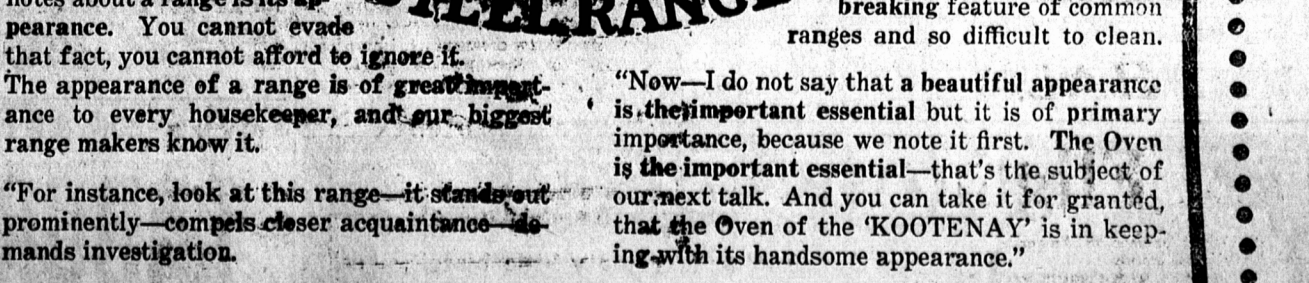 notes about a range is its ap-
pearance. You cannot evade
that fact, you cannot afford to ignore it.
The appearance of a range is of great import-
ance to every housekeeper, and our biggest
range makers know it.
"For instance, look at this range—it stands out
prominently—compels closer acquaintance—de-
mands investigation.
STEEL RANGE
breaking feature of common
ranges and so difficult to clean.
"Now—I do not say that a beautiful appearance
is the important essential but it is of primary
importance, because we note it first. The Oven
is the important essential—that's the subject of
our next talk. And you can take it for granted,
that the Oven of the 'KOOTENAY' is in keep-
ing with its handsome appearance."